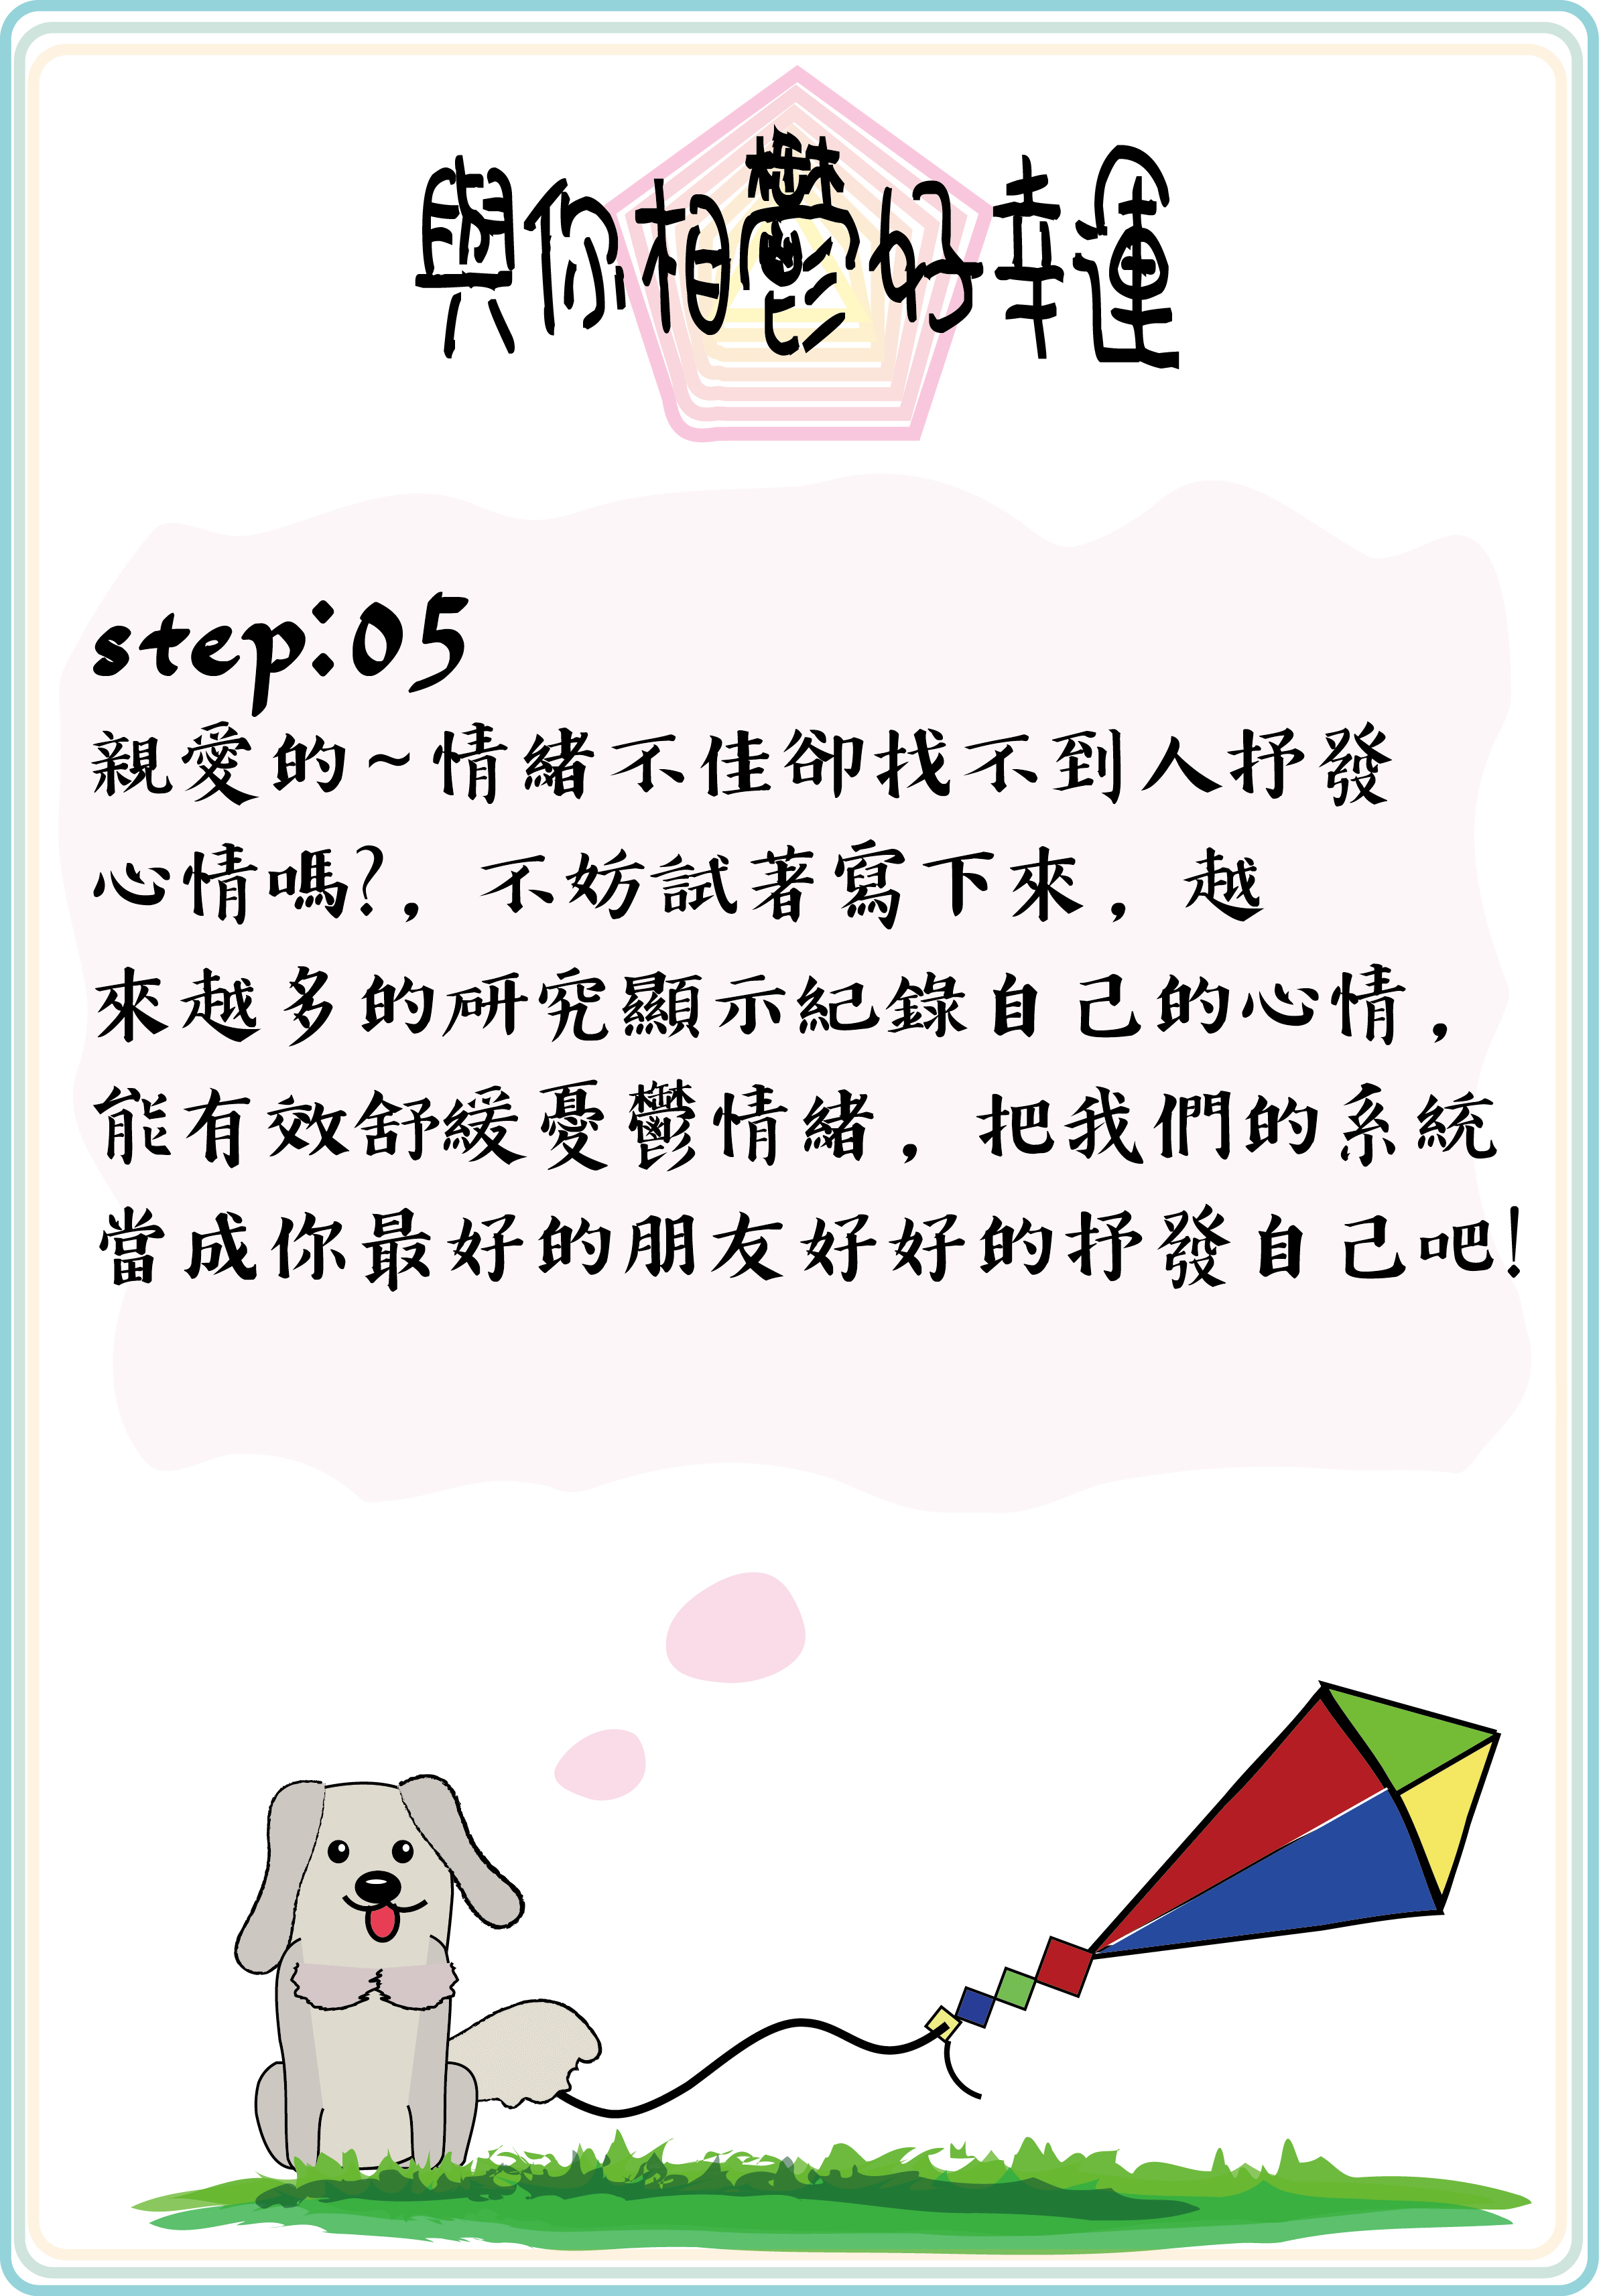 與你相鬱好幸運
step:05
親愛的~情緒不佳卻找不到人抒發
心情嗎?, 不妨試著寫下來, 越
來越多的研究顯示紀錄自己的心情,
能有效舒緩憂鬱情緒, 把我們的系統
當成你最好的朋友好好的抒發自己吧!